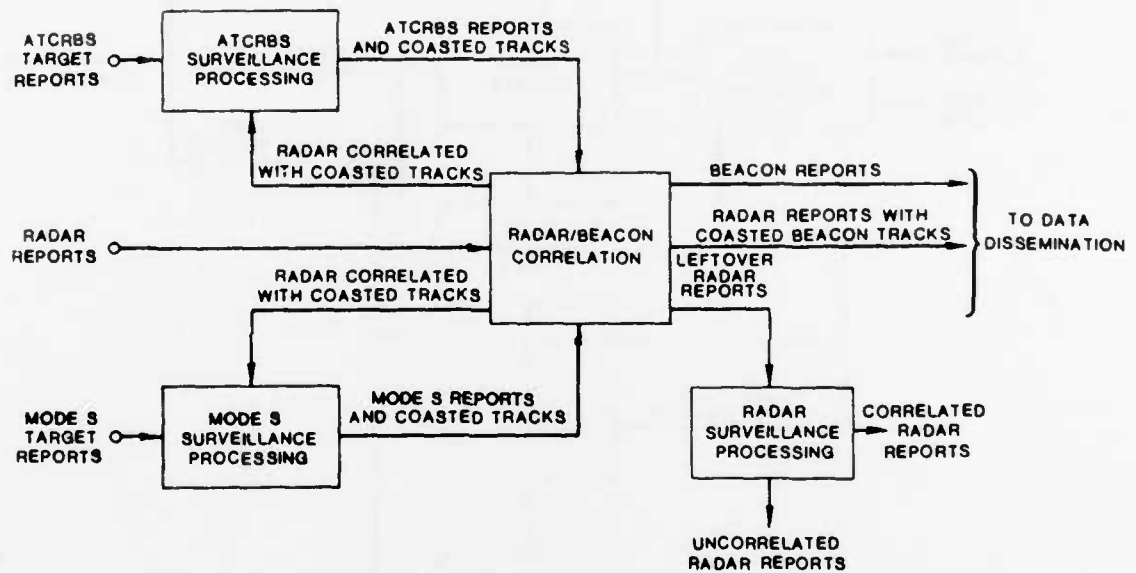 ATCRBS
TARGET
REPORTS
ATCRBS
SURVEILLANCE
PROCESSING
ATCRBS REPORTS
AND COASTED TRACKS
RADAR CORRELATED
WITH COASTED TRACKS
RADAR
REPORTS
RADAR/BEACON
CORRELATION
BEACON REPORTS
RADAR REPORTS WITH
COASTED BEACON TRACKS
TO DATA
DISSEMINATION
LEFTOVER
RADAR
REPORTS
RADAR CORRELATED
WITH COASTED TRACKS
MODE S
TARGET
REPORTS
MODE S
SURVEILLANCE
PROCESSING
MODE S REPORTS
AND COASTED TRACKS
RADAR
SURVEILLANCE
PROCESSING
CORRELATED
RADAR
REPORTS
UNCORRELATED
RADAR REPORTS